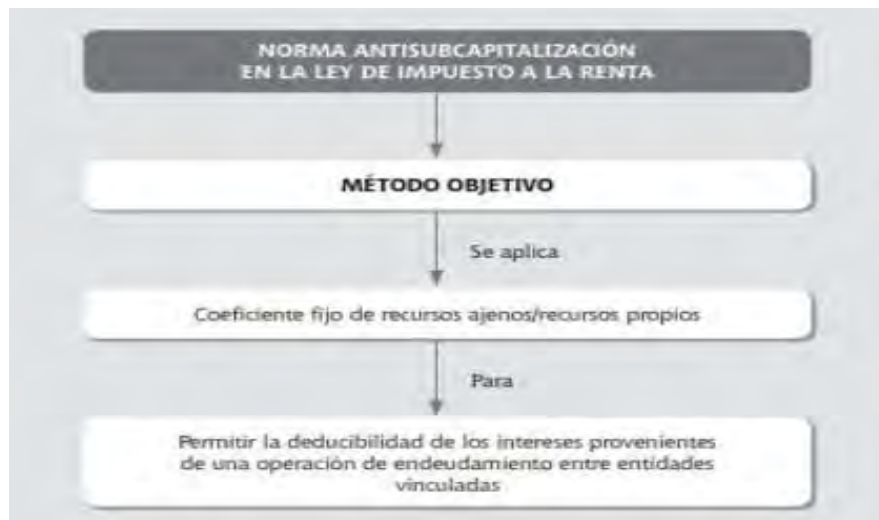 NORMA ANTISUBCAPITALIZACIÓN
EN LA LEY DE IMPUESTO A LA RENTA
MÉTODO OBJETIVO
Se aplica
Coeficiente fijo de recursos ajenos/recursos propios
Para
Permitir la deducibilidad de los intereses provenientes
de una operación de endeudamiento entre entidades
vinculadas